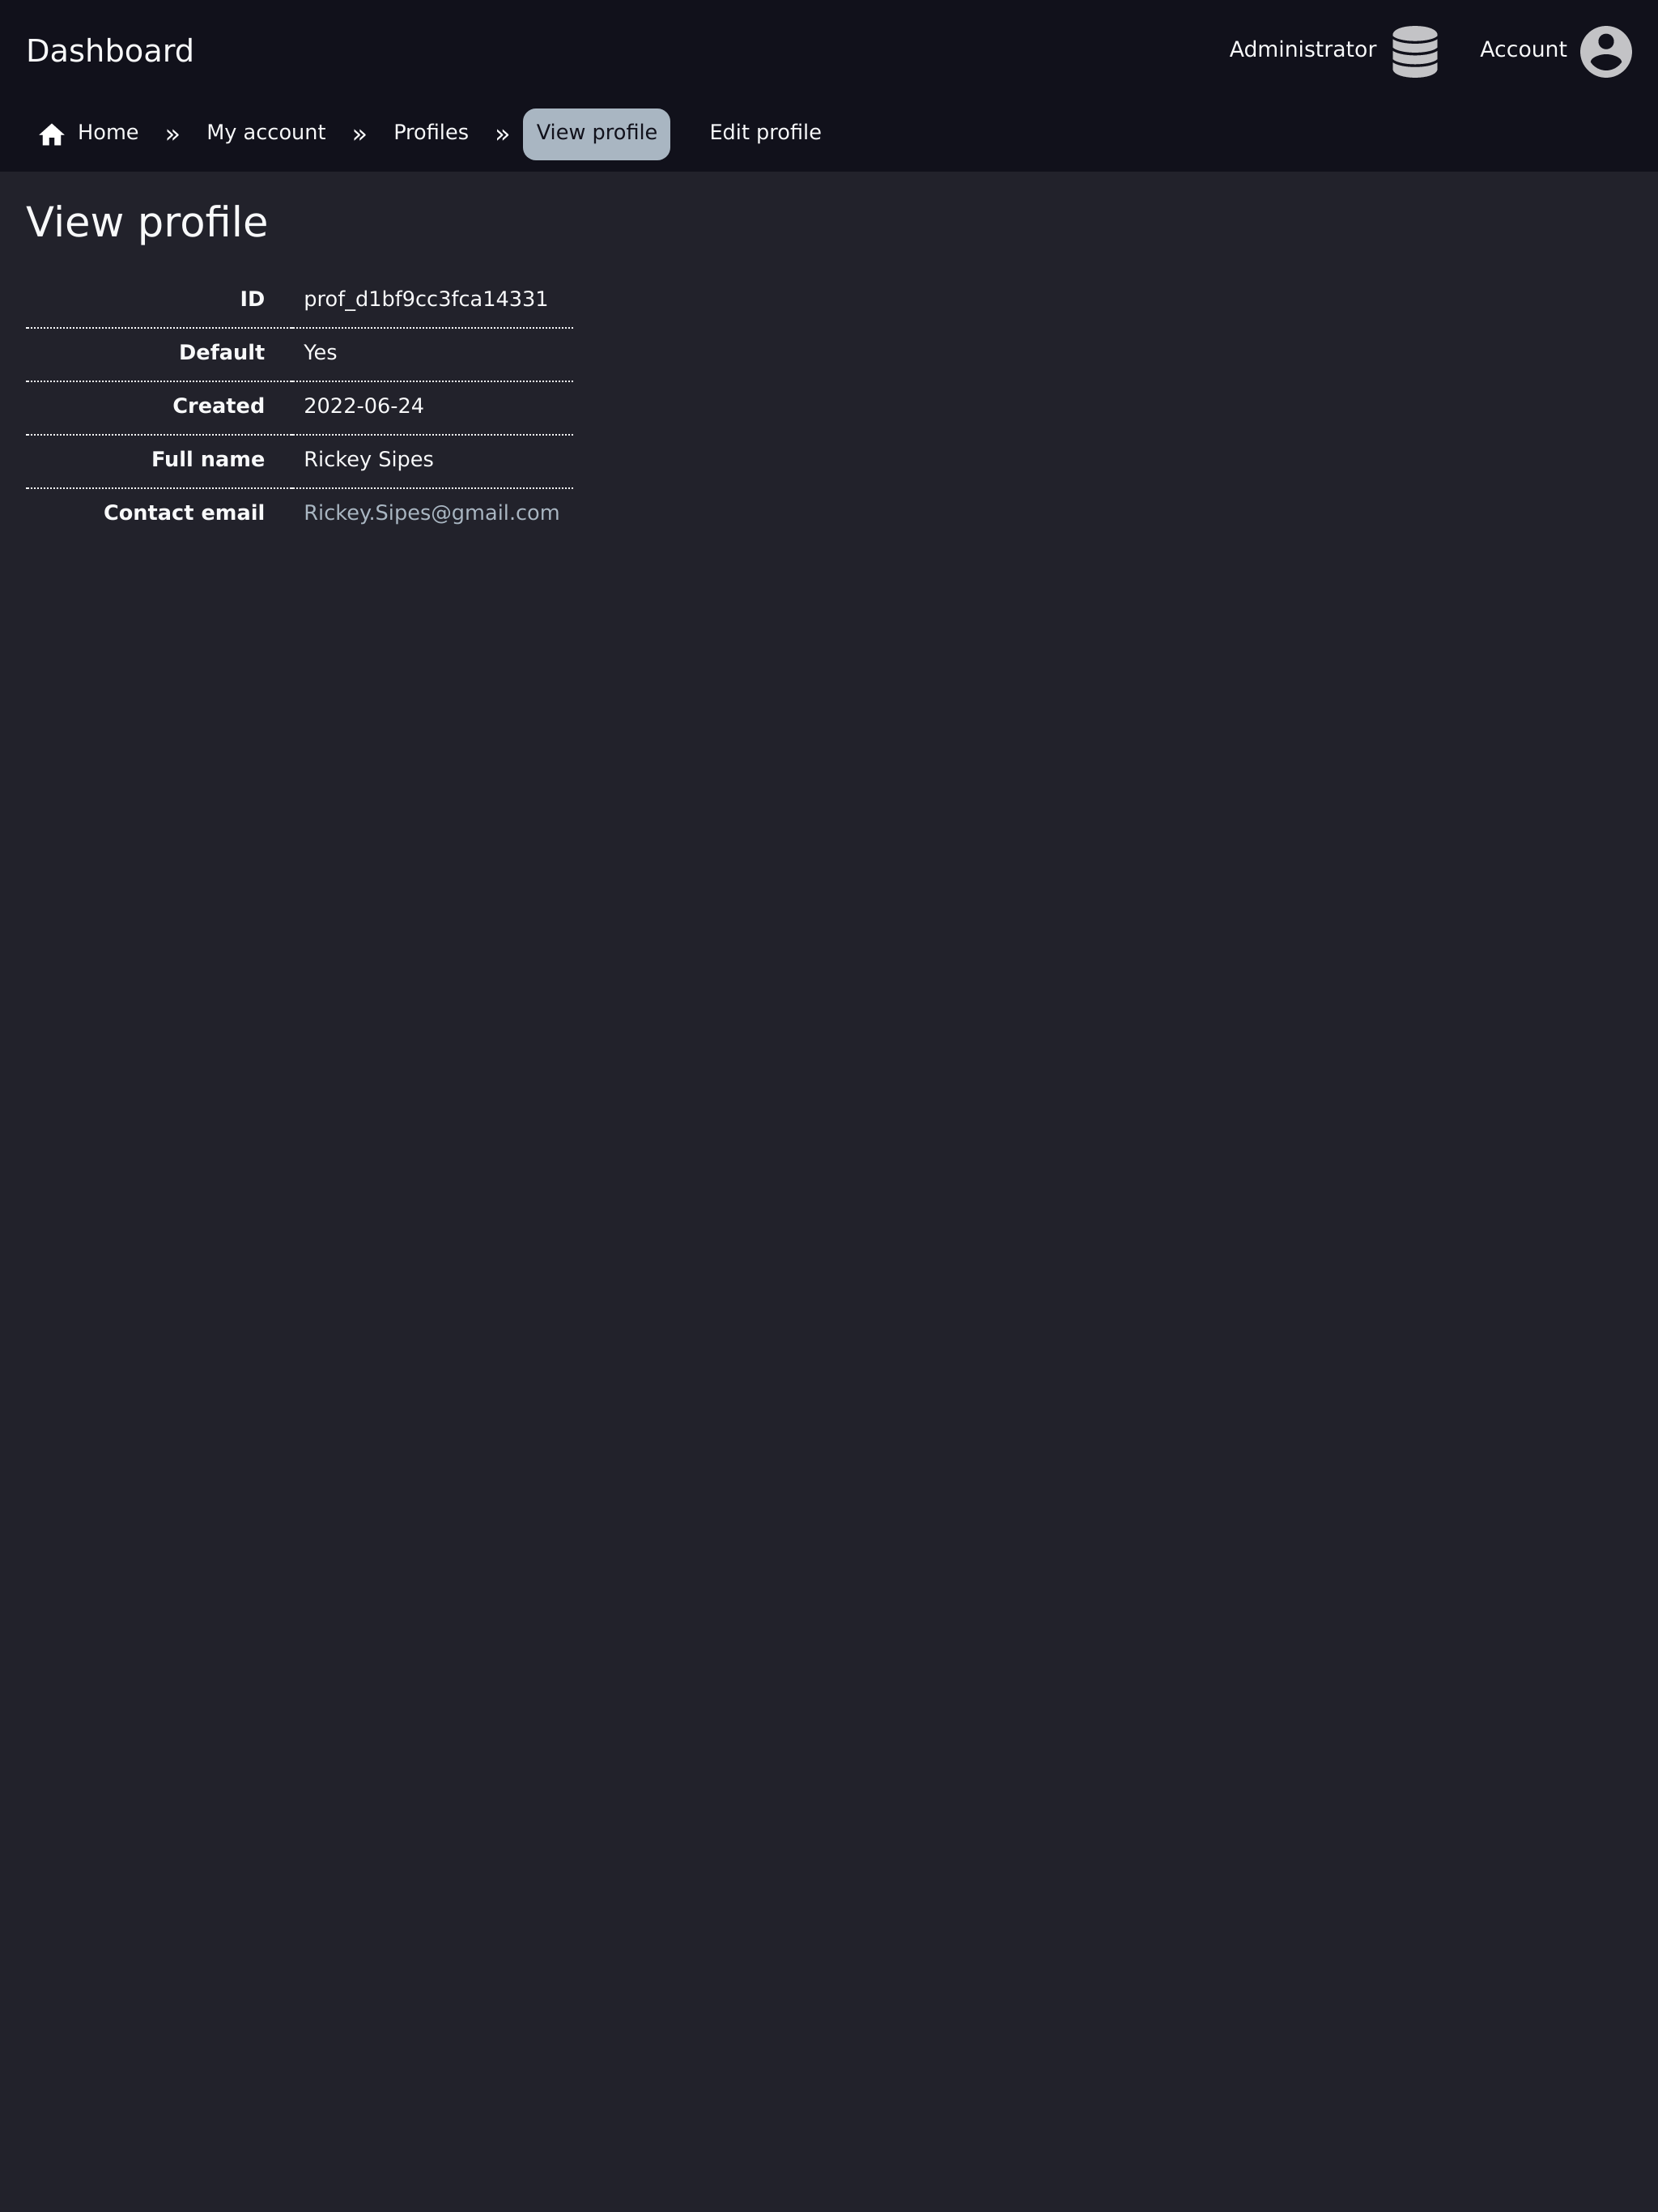 Dashboard
Administrator
Account
Home » My account » Profiles » View profile Edit profile
View profile
ID prof_d1bf9cc3fca14331
Default Yes
Created 2022-06-24
Full name Rickey Sipes
Contact email Rickey.Sipes@gmail.com